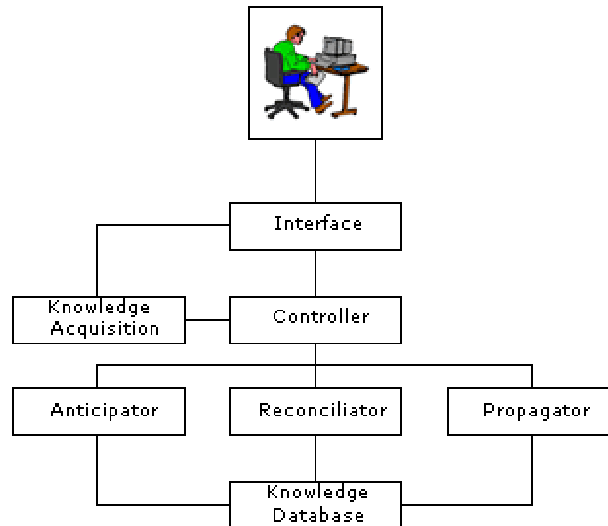 Interface
Knowledge
Acquisition
Controller
Anticipator
Reconciliator
Propagator
Knowledge
Database